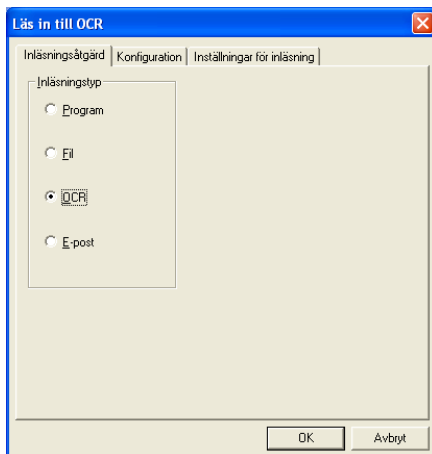 Läs in till OCR
Inläsningsåtgärd Konfiguration Inställningar för inläsning
Inläsningstyp
Program
Fil
OCR
E-post
OK Avbryt